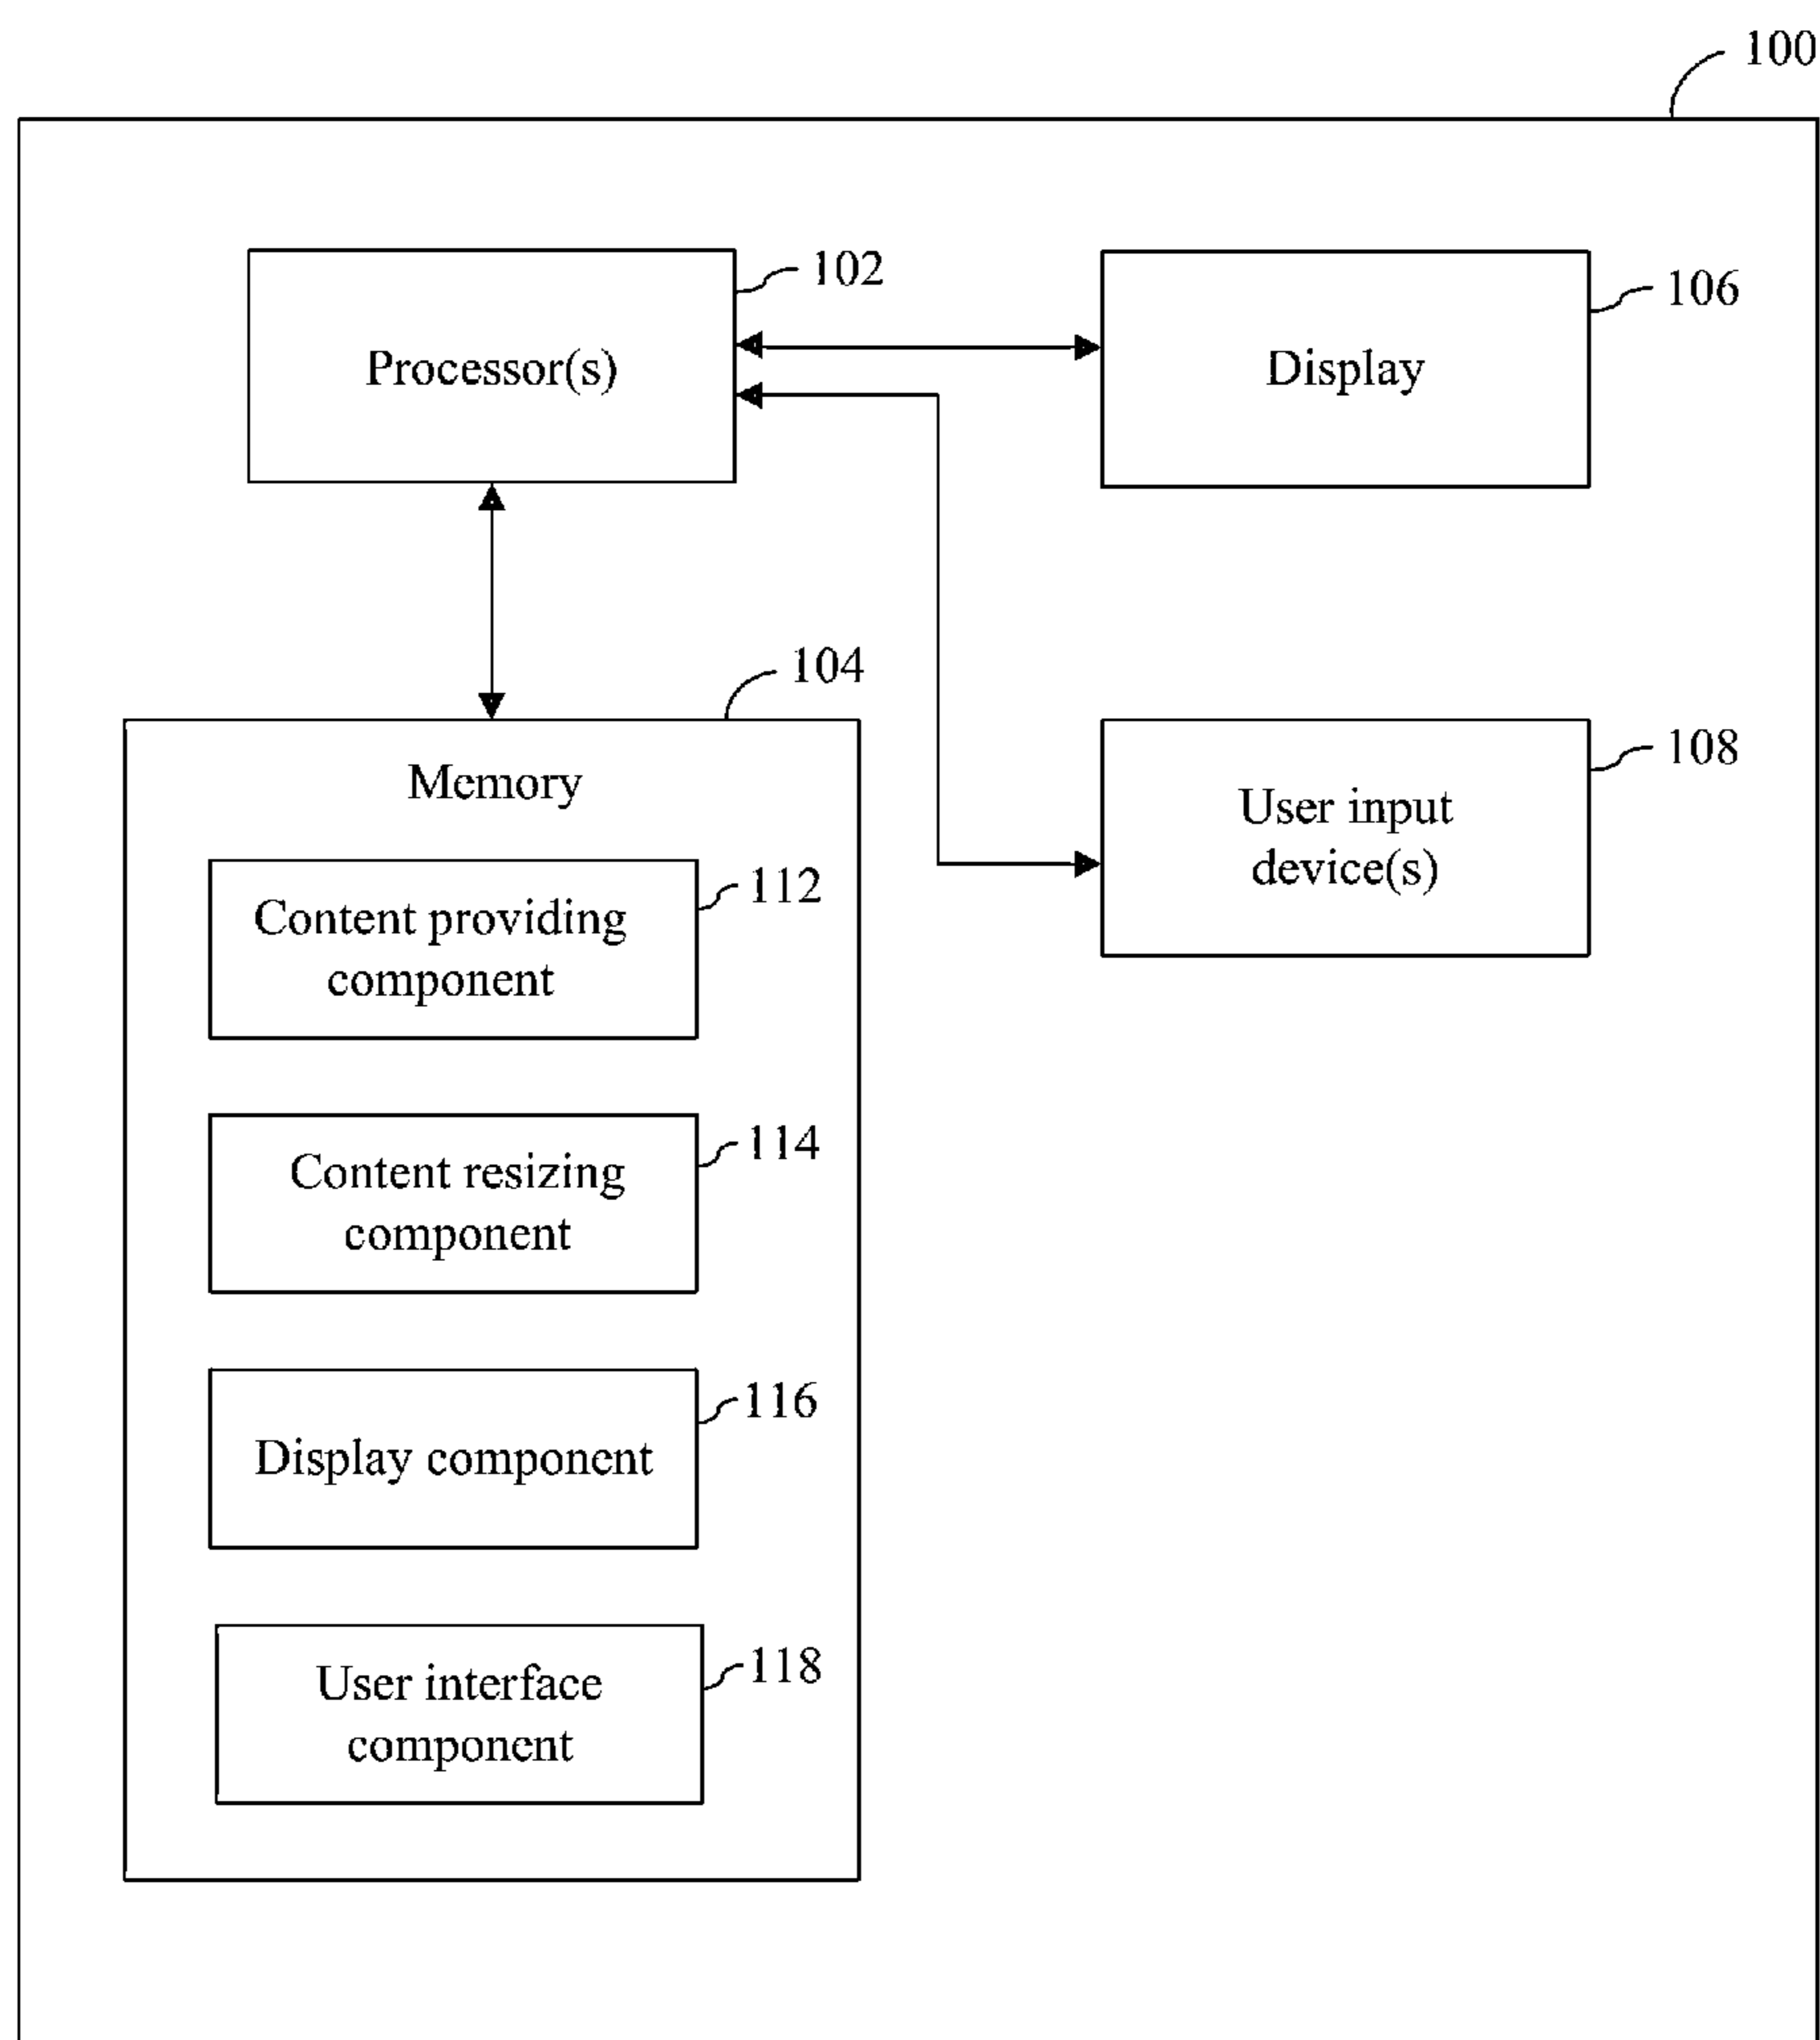 100
102
Processor(s)
106
Display
104
Memory
108
User input
device(s)
112
Content providing
component
114
Content resizing
component
116
Display component
118
User interface
component